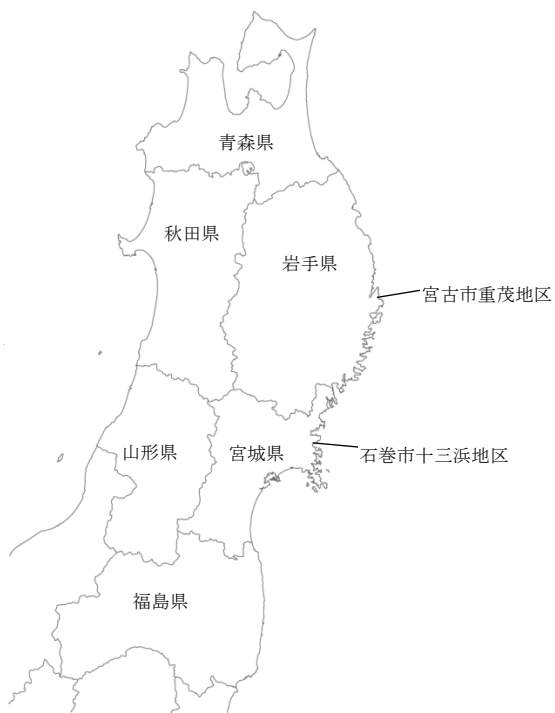 青森県
秋田県
岩手県
宮古市重茂地区
山形県
宮城県
石巻市十三浜地区
福島県